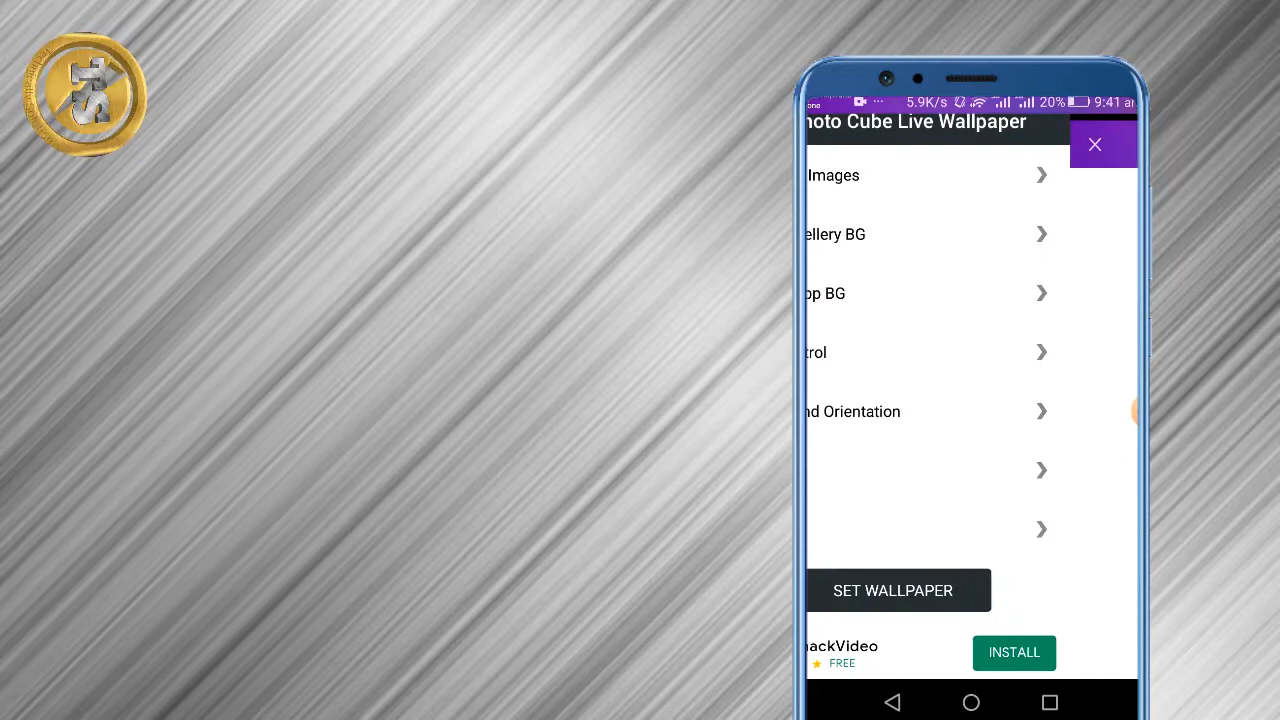 5.9K/s 20% 9:41
hoto Cube Live Wallpaper
Images
ellery BG
op BG
trol
nd Orientation
SET WALLPAPER
hackVideo
FREE
INSTALL